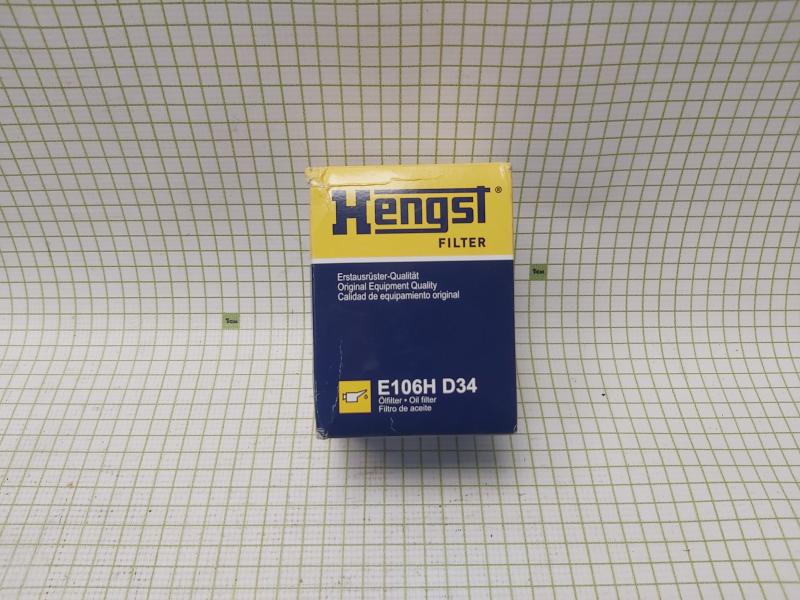 Hengst®
FILTER
Erstausrüster-Qualität
Original Equipment Quality
Calidad de equipamiento original
E106H D34
Ölfilter • Oil filter
Filtro de aceite